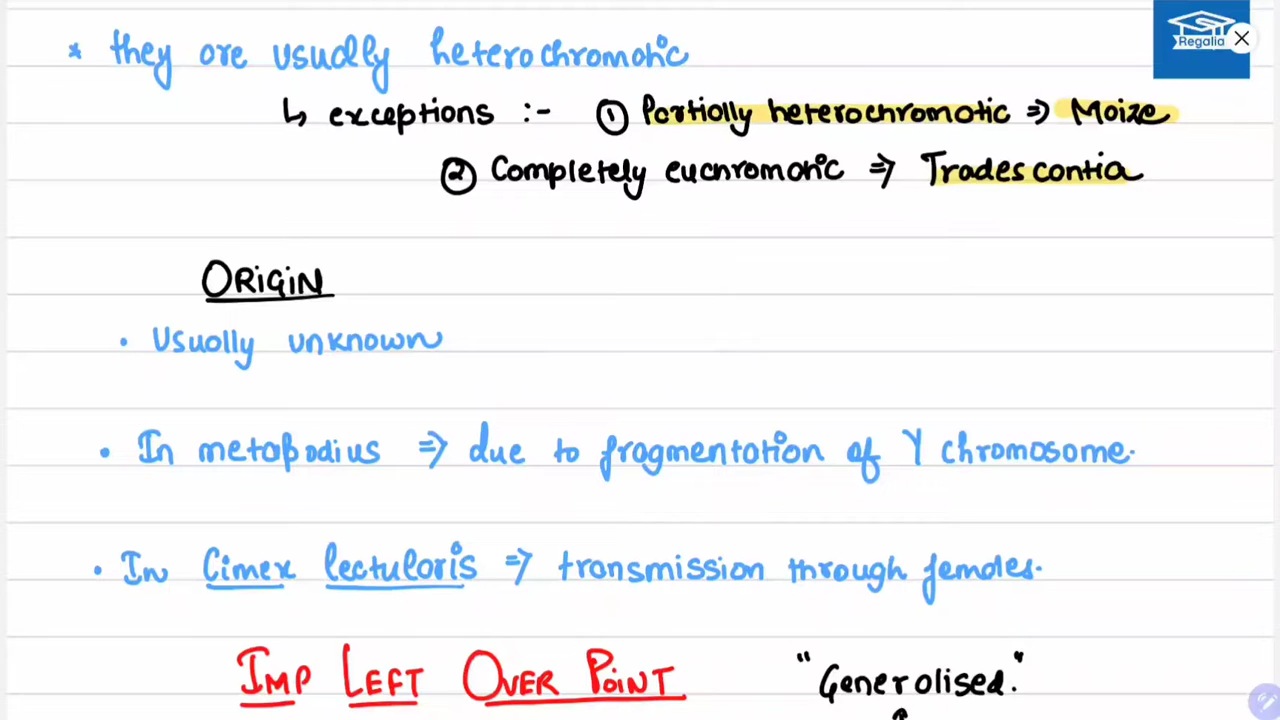 * they are usually heterochromatic
Regalia
↳ exceptions :- ① Partially heterochromatic ⇒ Maize
② Completely euchromatic ⇒ Tradescantia
ORIGIN
• Usually unknown
• In metapodius ⇒ due to fragmentation of Y chromosome.
• In Cimex lectularis ⇒ transmission through females.
IMP LEFT OVER POINT "Generalised."